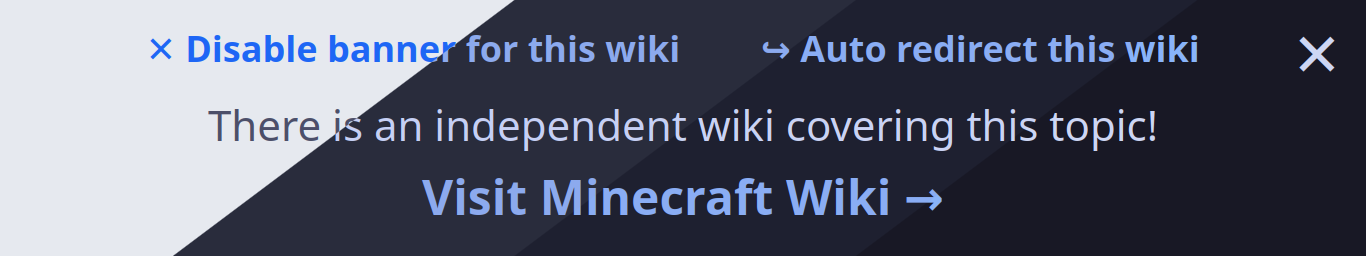 ✕ Disable banner for this wiki ↪ Auto redirect this wiki ✕
There is an independent wiki covering this topic!
Visit Minecraft Wiki →